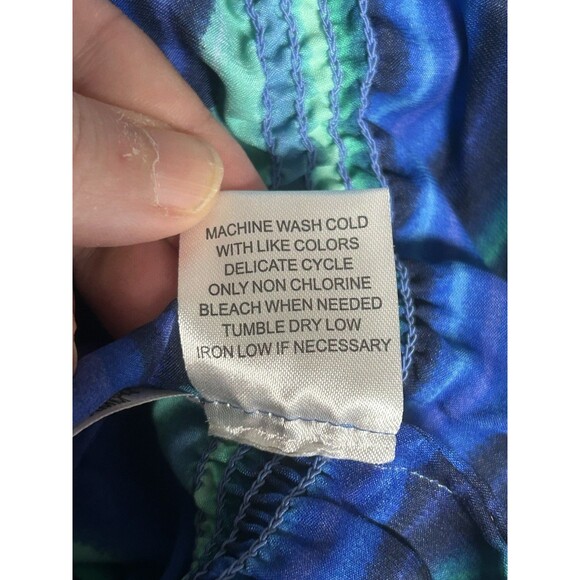 MACHINE WASH COLD
WITH LIKE COLORS
DELICATE CYCLE
ONLY NON CHLORINE
BLEACH WHEN NEEDED
TUMBLE DRY LOW
IRON LOW IF NECESSARY